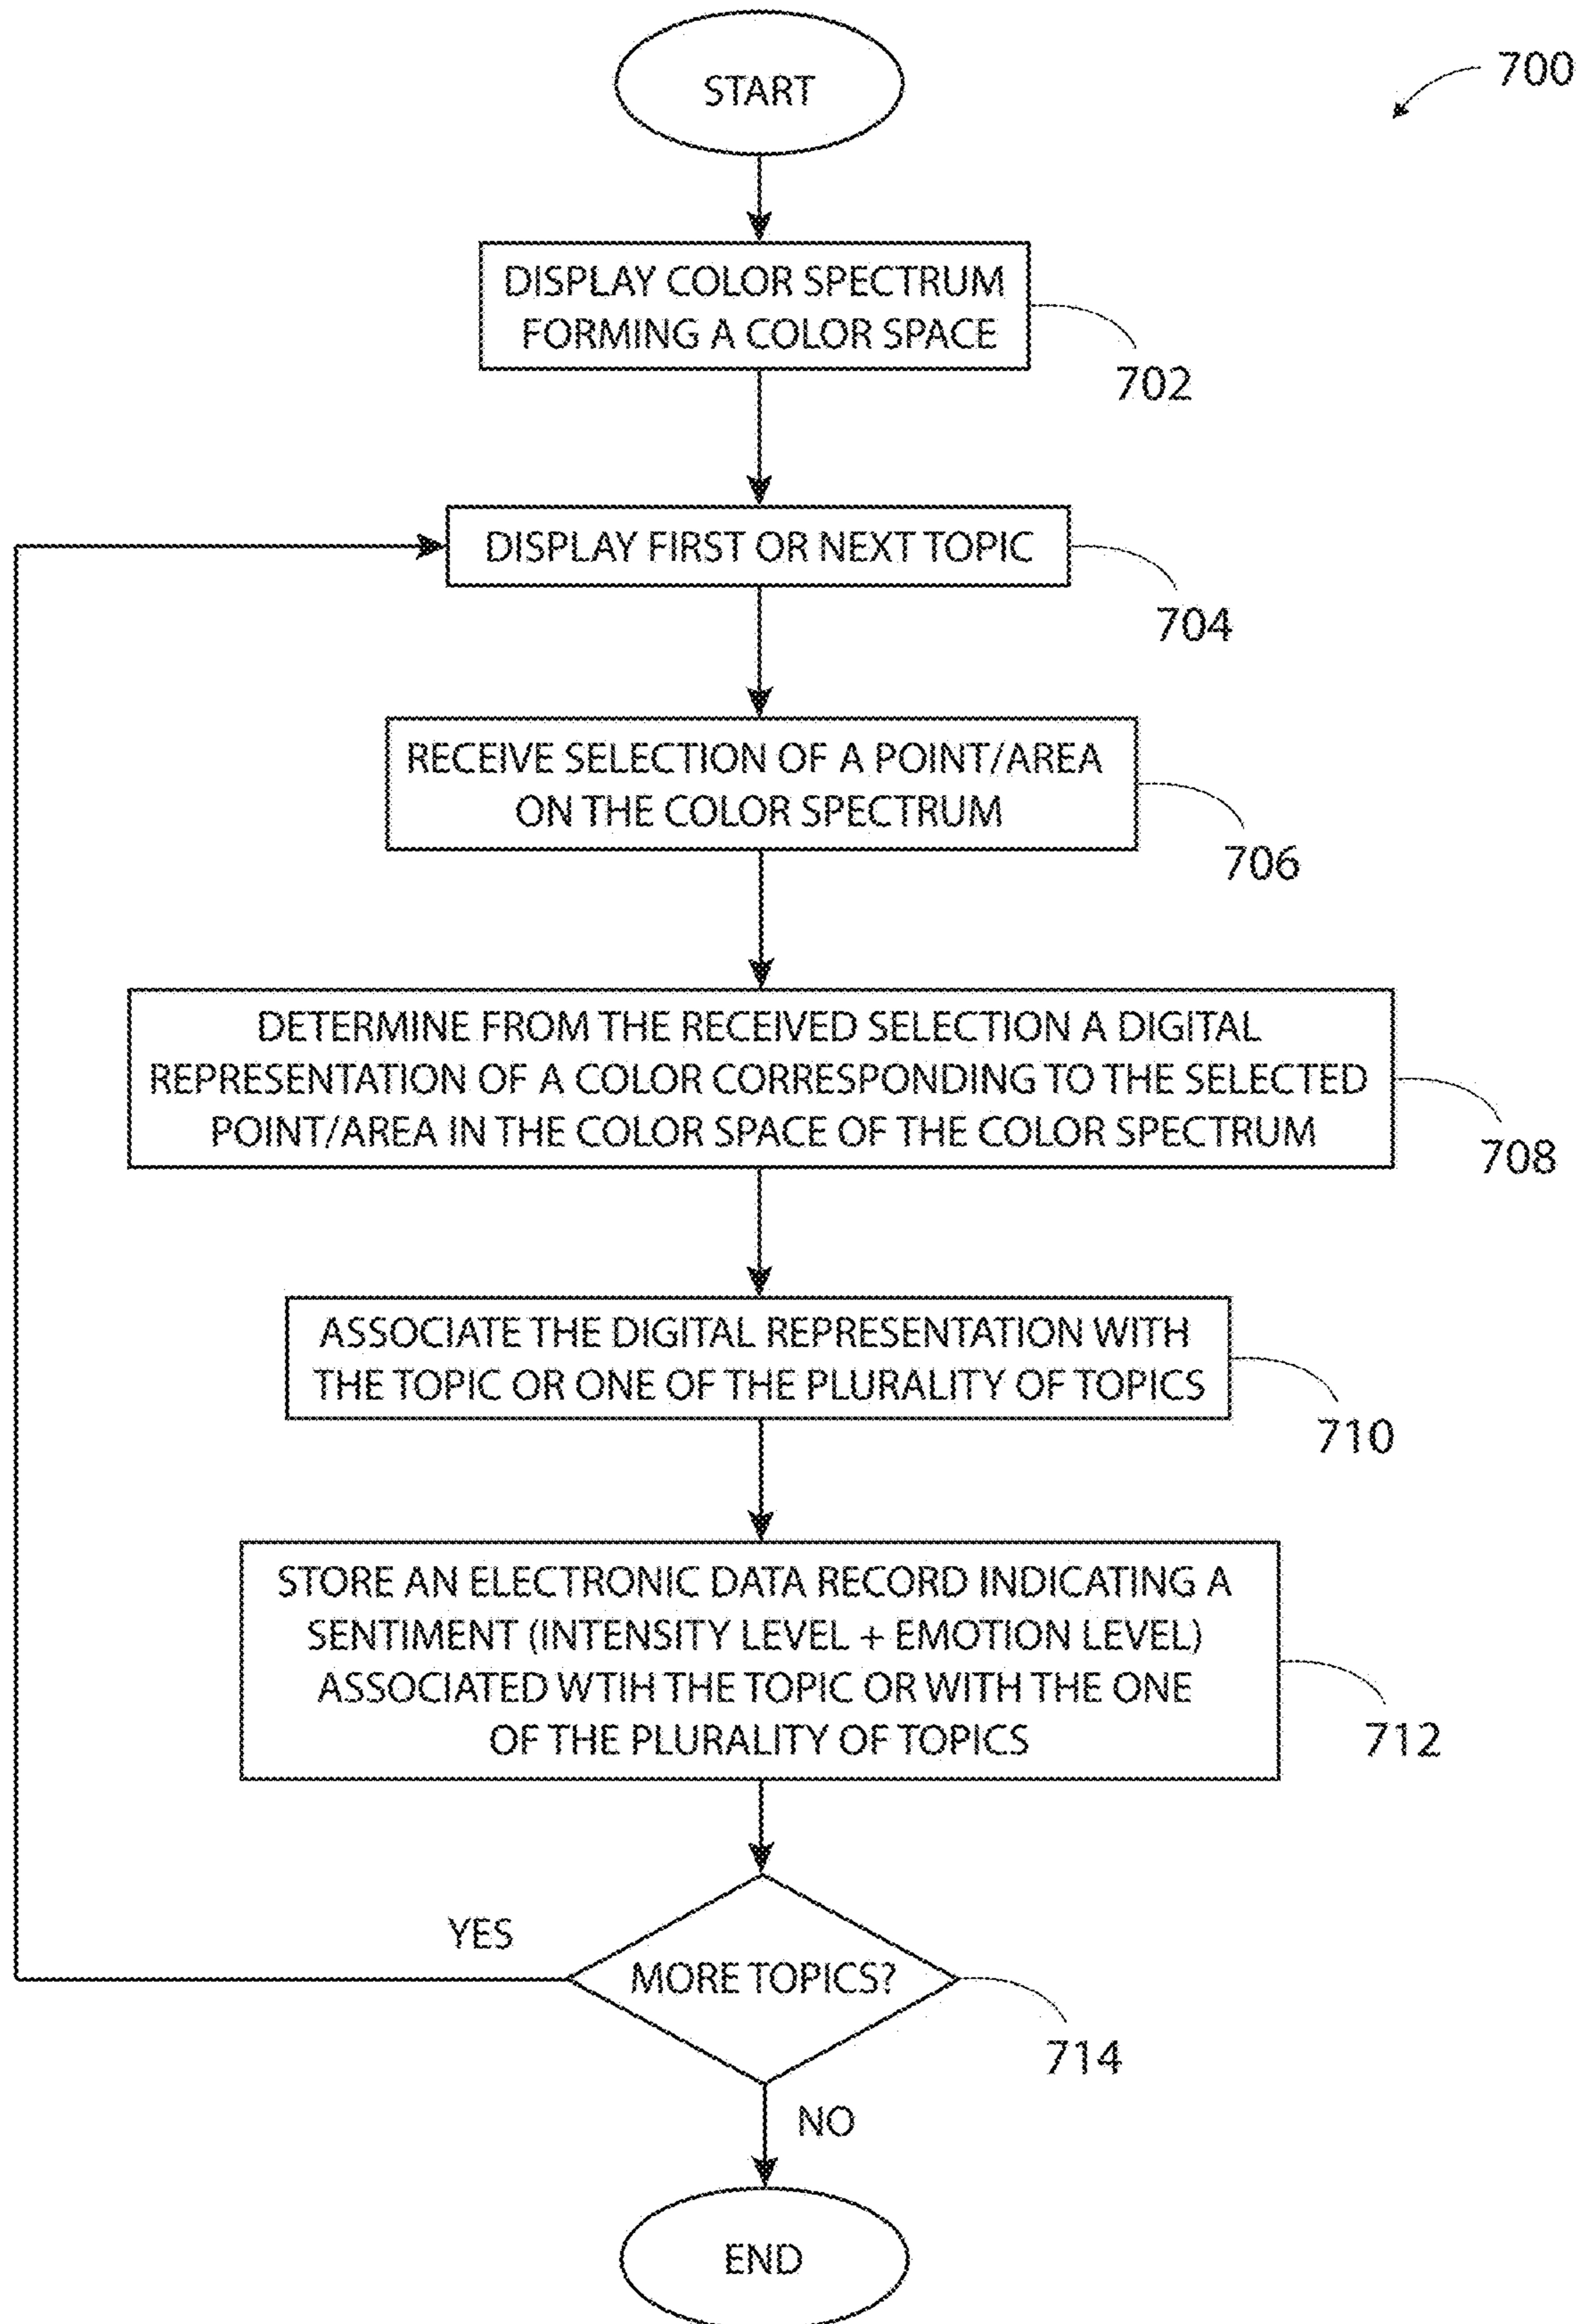 START
700
DISPLAY COLOR SPECTRUM
FORMING A COLOR SPACE
702
DISPLAY FIRST OR NEXT TOPIC
704
RECEIVE SELECTION OF A POINT/AREA
ON THE COLOR SPECTRUM
706
DETERMINE FROM THE RECEIVED SELECTION A DIGITAL
REPRESENTATION OF A COLOR CORRESPONDING TO THE SELECTED
POINT/AREA IN THE COLOR SPACE OF THE COLOR SPECTRUM
708
ASSOCIATE THE DIGITAL REPRESENTATION WITH
THE TOPIC OR ONE OF THE PLURALITY OF TOPICS
710
STORE AN ELECTRONIC DATA RECORD INDICATING A
SENTIMENT (INTENSITY LEVEL + EMOTION LEVEL)
ASSOCIATED WTIH THE TOPIC OR WITH THE ONE
OF THE PLURALITY OF TOPICS
712
YES
MORE TOPICS?
714
NO
END